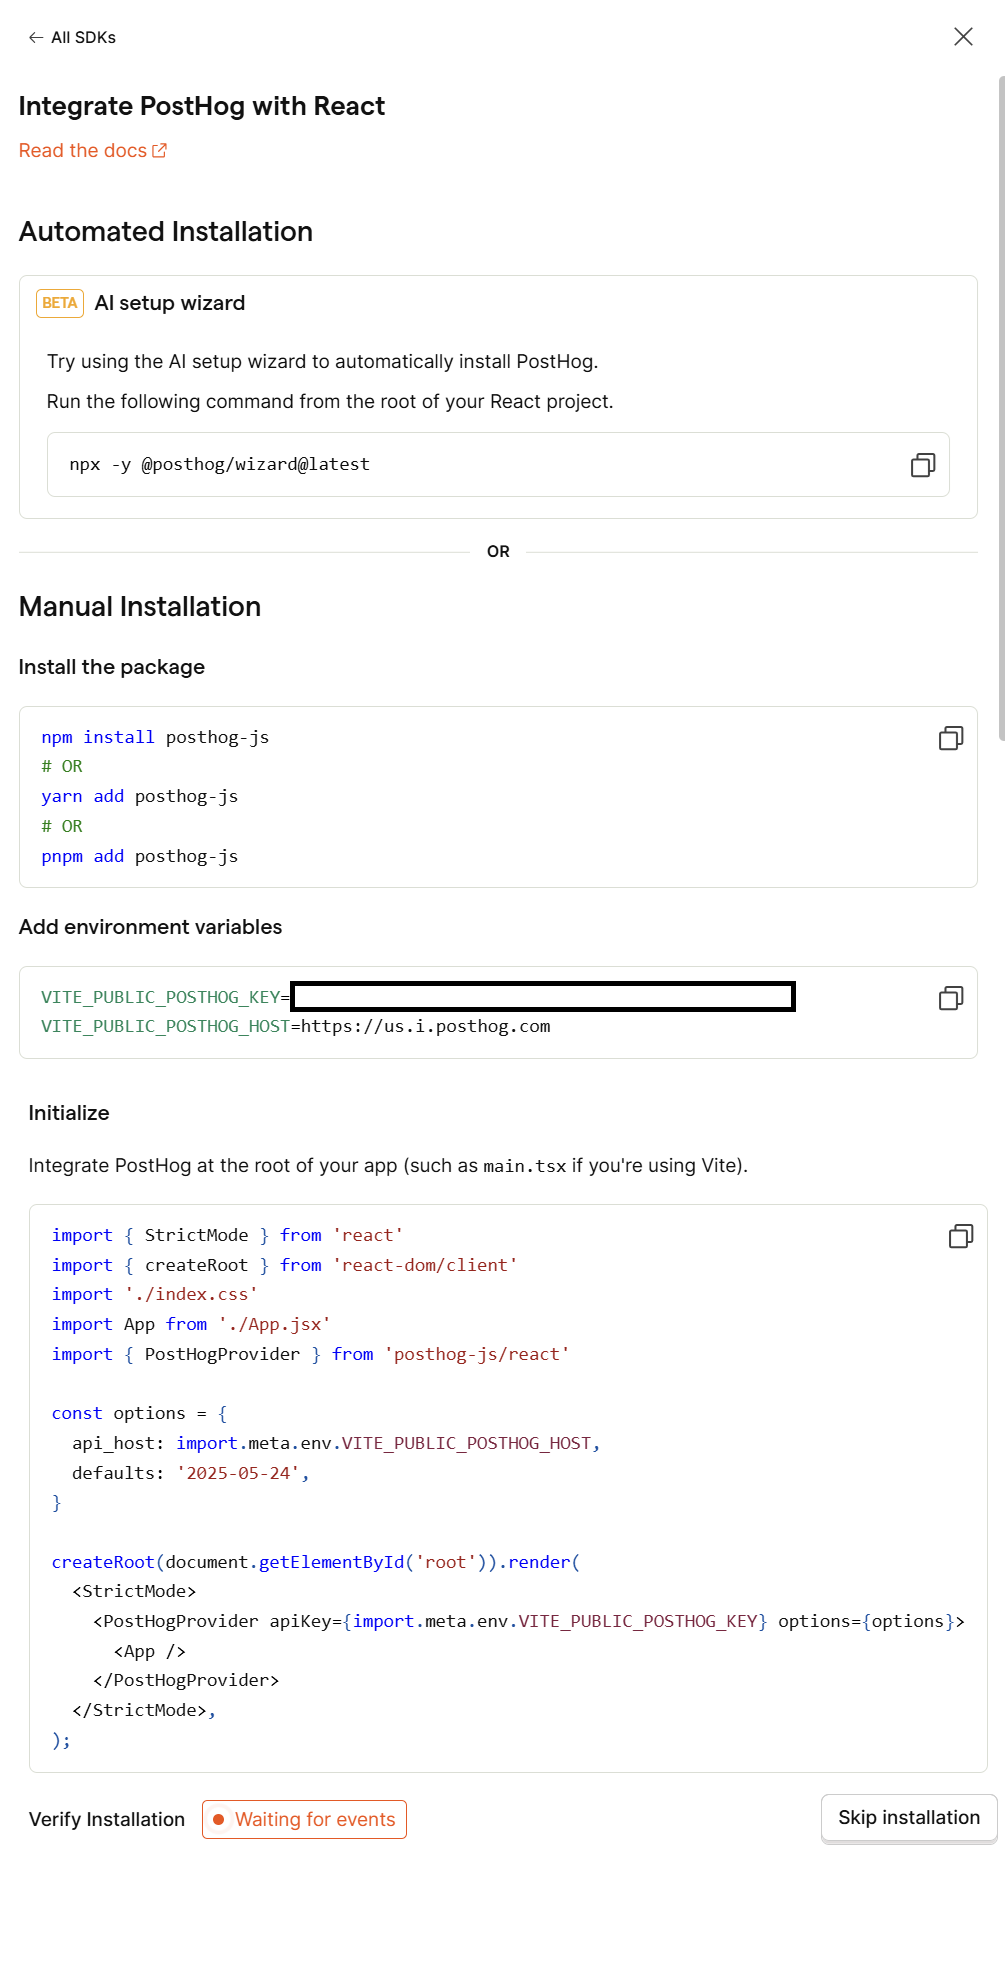 ← All SDKs
Integrate PostHog with React
Read the docs
Automated Installation
BETA AI setup wizard
Try using the AI setup wizard to automatically install PostHog.
Run the following command from the root of your React project.
npx -y @posthog/wizard@latest
OR
Manual Installation
Install the package
npm install posthog-js
# OR
yarn add posthog-js
# OR
pnpm add posthog-js
Add environment variables
VITE_PUBLIC_POSTHOG_KEY=
VITE_PUBLIC_POSTHOG_HOST=https://us.i.posthog.com
Initialize
Integrate PostHog at the root of your app (such as main.tsx if you're using Vite).
import { StrictMode } from 'react'
import { createRoot } from 'react-dom/client'
import './index.css'
import App from './App.jsx'
import { PostHogProvider } from 'posthog-js/react'
const options = {
  api_host: import.meta.env.VITE_PUBLIC_POSTHOG_HOST,
  defaults: '2025-05-24',
}
createRoot(document.getElementById('root')).render(
  <StrictMode>
    <PostHogProvider apiKey={import.meta.env.VITE_PUBLIC_POSTHOG_KEY} options={options}>
      <App />
    </PostHogProvider>
  </StrictMode>,
);
Verify Installation Waiting for events Skip installation